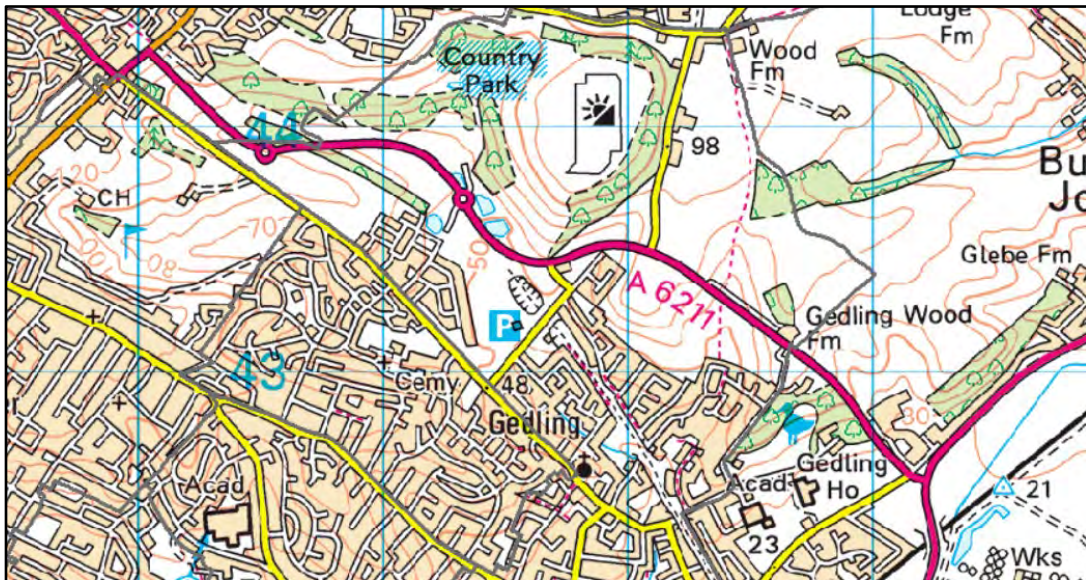 Lodge
Fm
Country
Park
Wood
Fm
44
98
Bu
Jo
120
CH
70
100
80
50
Glebe Fm
A 6211
Gedling Wood
Fm
P
43
Cemy
48
30
Gedling
Gedling
Ho
Acad
Acad
21
23
Wks